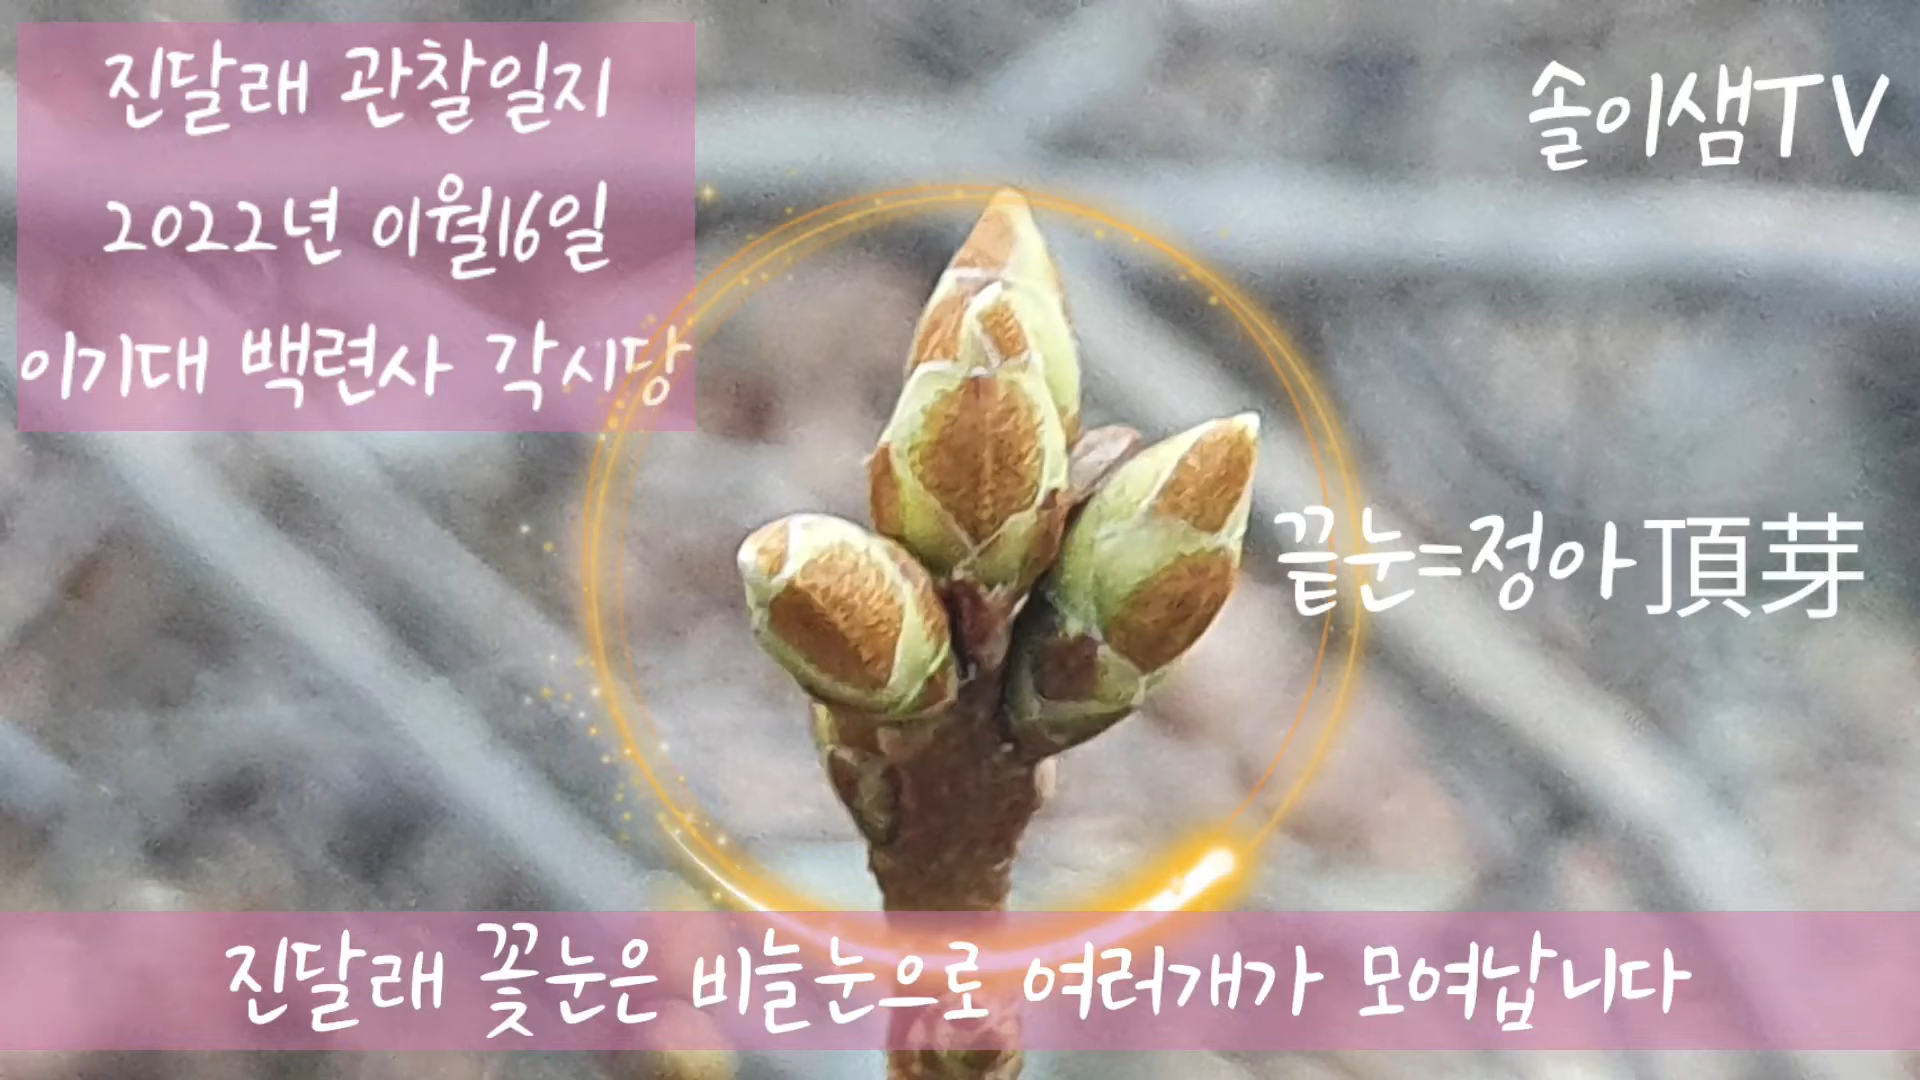 진달래 관찰일지
2022년 이월16일
이기대 백련사 각시당
솔이샘TV
끝눈=정아頂芽
진달래 꽃눈은 비늘눈으로 여러개가 모여납니다